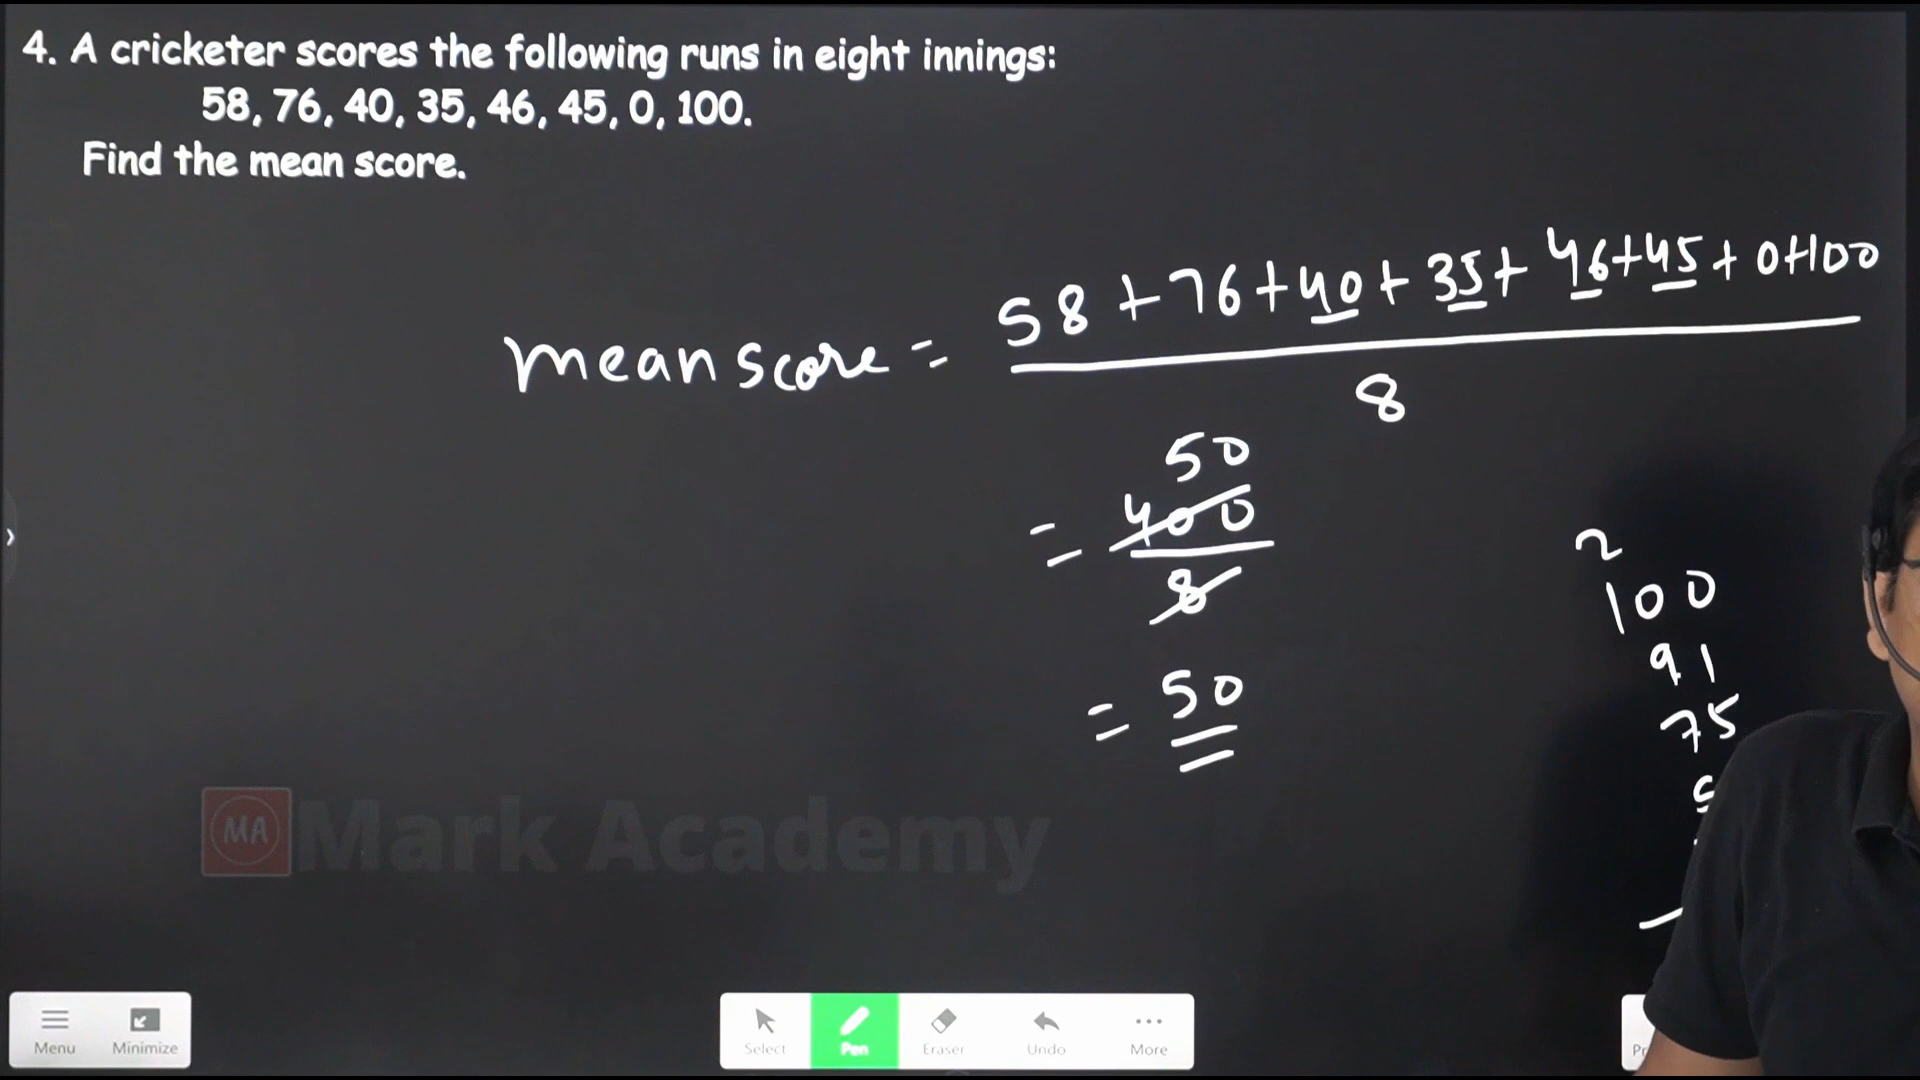 4. A cricketer scores the following runs in eight innings:
58, 76, 40, 35, 46, 45, 0, 100.
Find the mean score.
mean score = 58 + 76 + 40 + 35 + 46 + 45 + 0 + 100
8
50
= 400
8
= 50
2
100
91
75
MA Mark Academy
Menu Minimize Select Pen Eraser Undo More